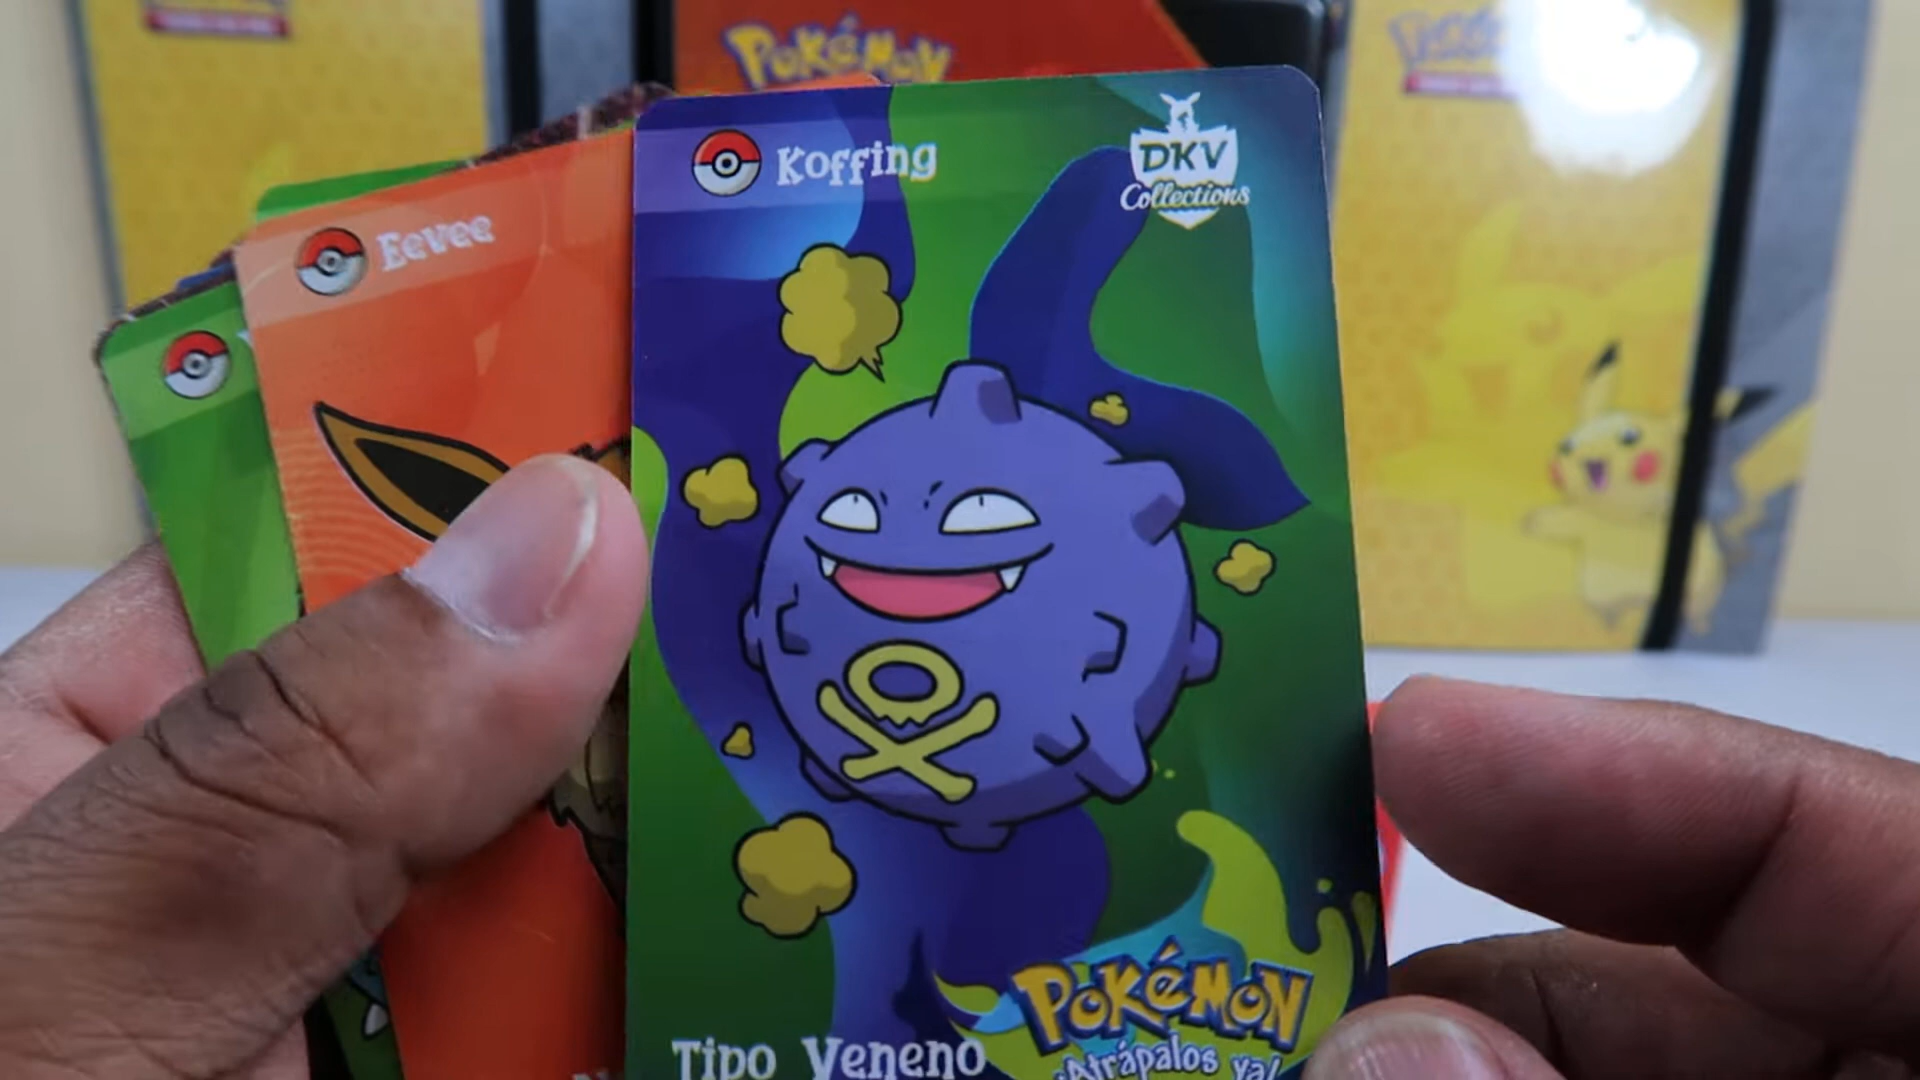 Pokémon
Eevee
Koffing
DKV
Collections
Tipo Veneno
Pokémon
¡Atrápalos ya!